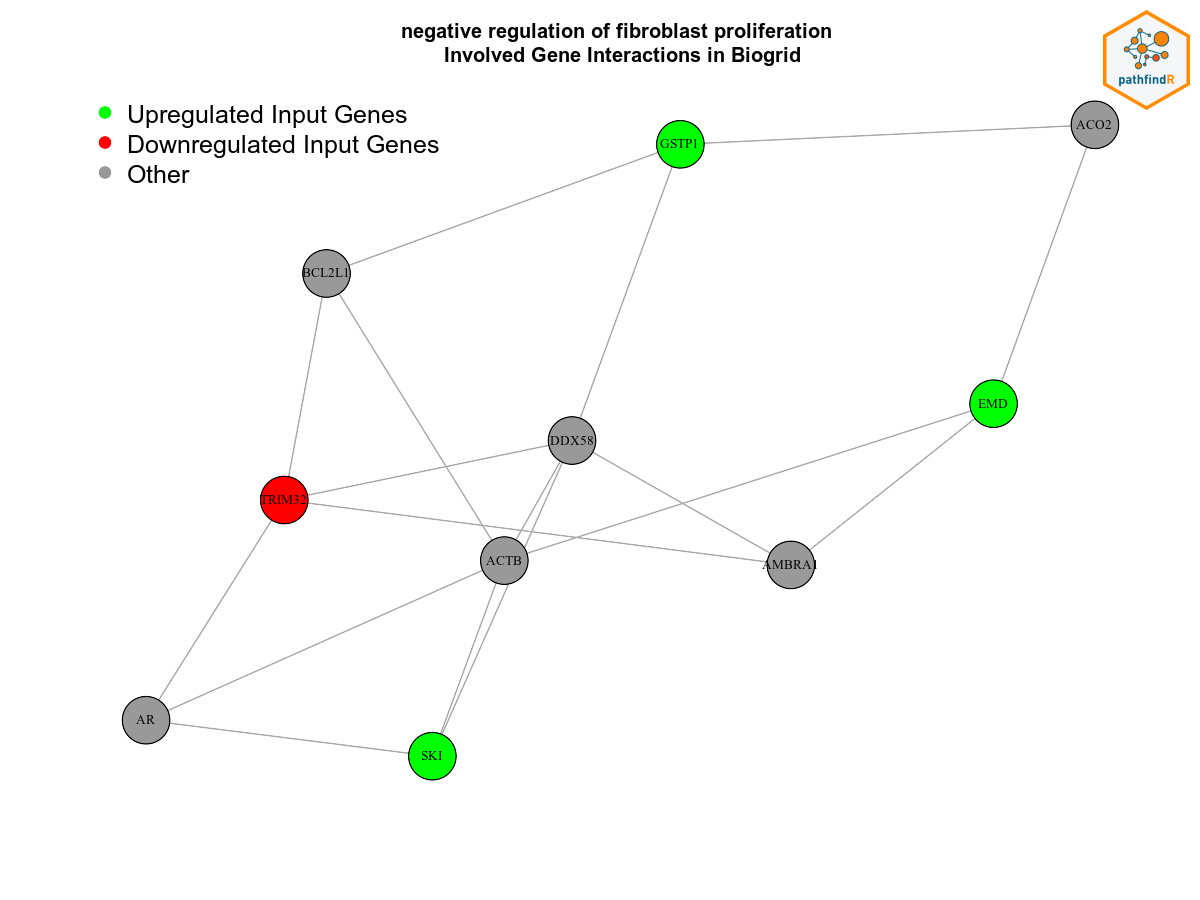 negative regulation of fibroblast proliferation
Involved Gene Interactions in Biogrid
pathfindR
Upregulated Input Genes
Downregulated Input Genes
Other
ACO2
GSTP1
BCL2L1
EMD
DDX58
TRIM32
ACTB
AMBRA1
AR
SKI